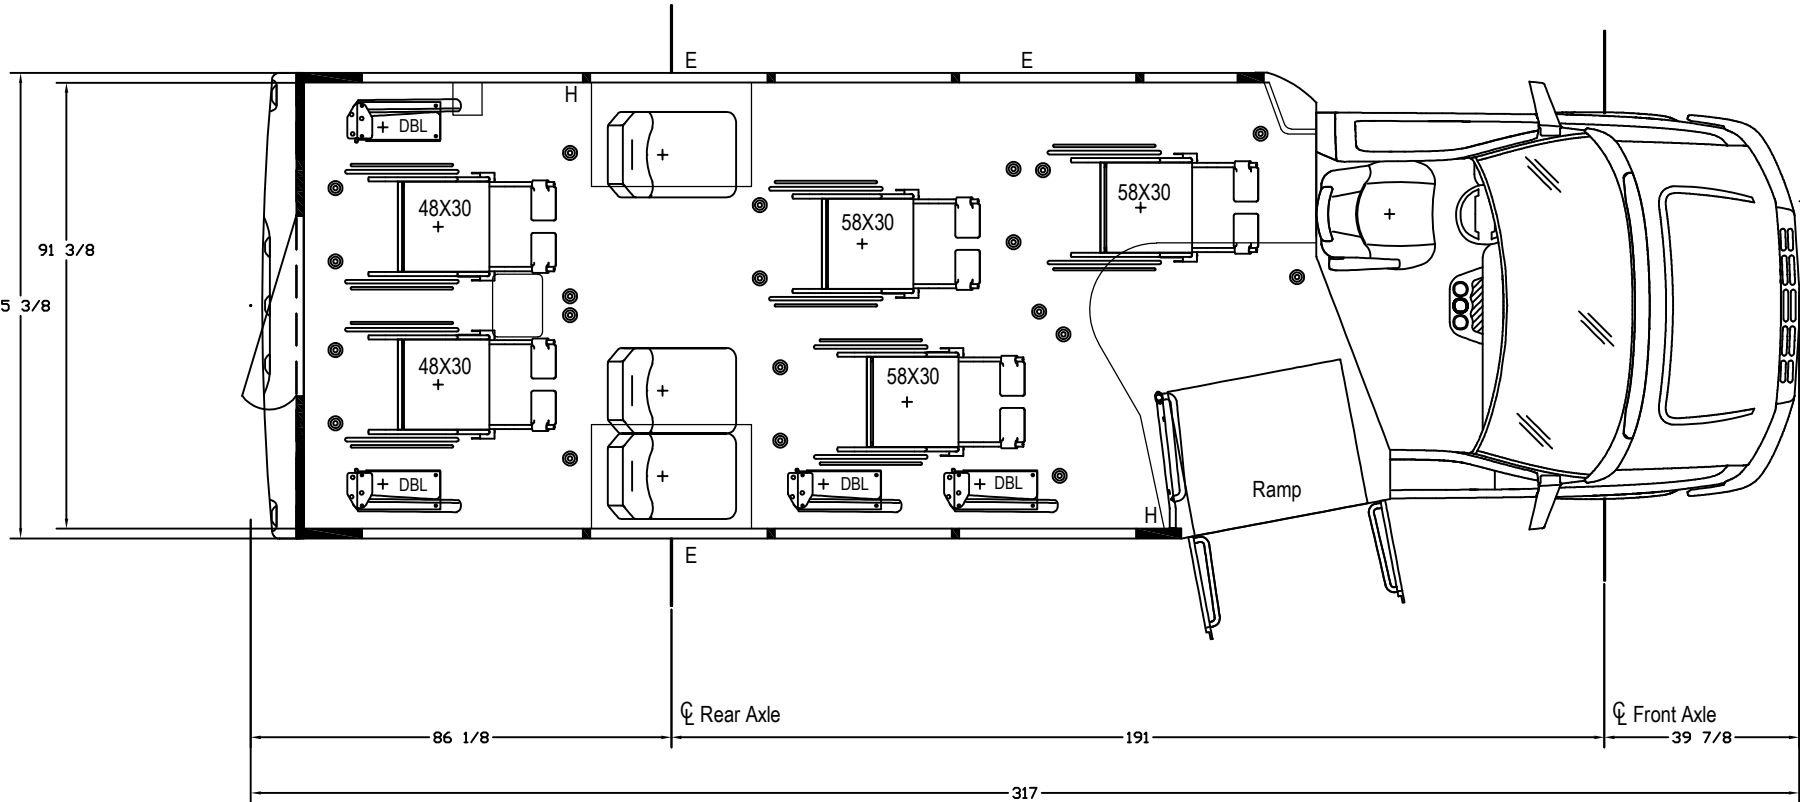 E E
H
DBL
48X30
58X30
58X30
91 3/8
5 3/8
48X30
58X30
DBL
DBL
DBL
Ramp
H
E
℄ Rear Axle
℄ Front Axle
86 1/8
191
39 7/8
317